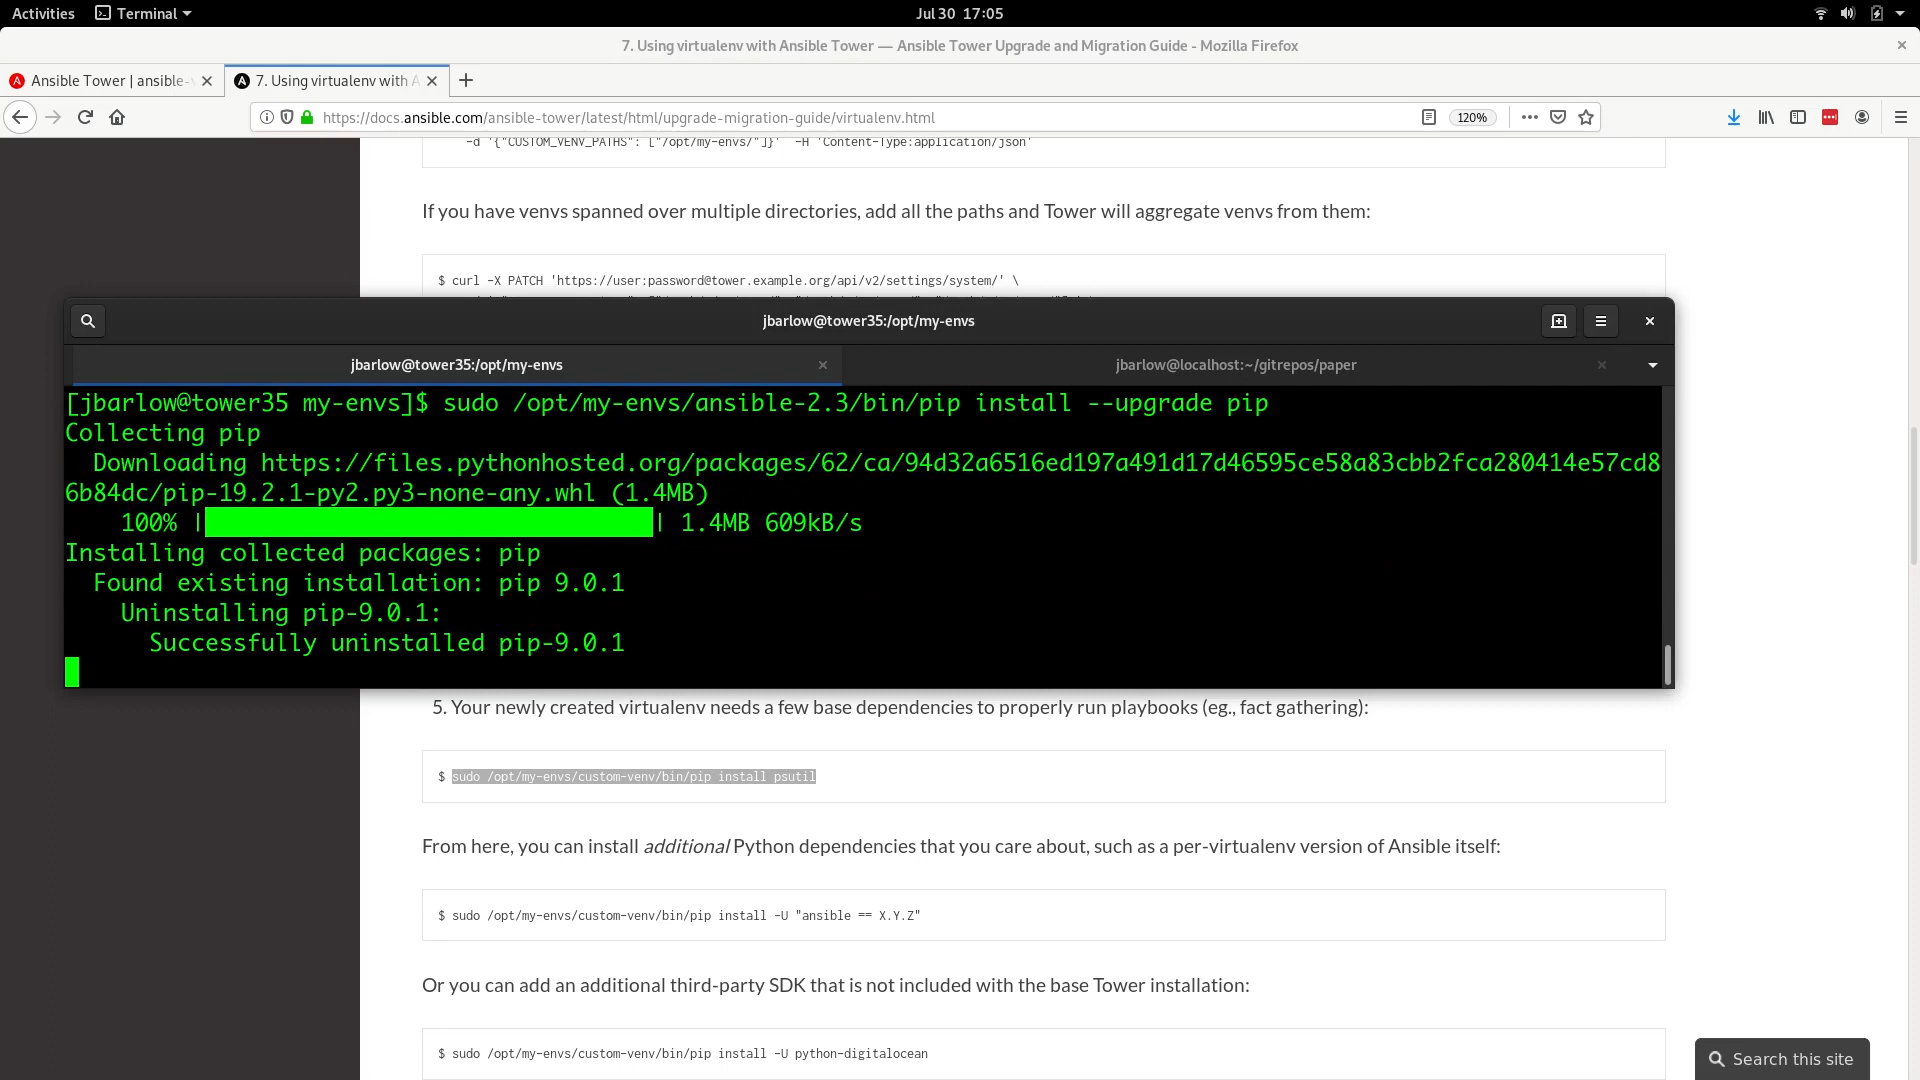 Activities Terminal Jul 30 17:05
7. Using virtualenv with Ansible Tower — Ansible Tower Upgrade and Migration Guide - Mozilla Firefox
Ansible Tower | ansible- 7. Using virtualenv with A
https://docs.ansible.com/ansible-tower/latest/html/upgrade-migration-guide/virtualenv.html 120%
-d '{"CUSTOM_VENV_PATHS": ["/opt/my-envs/"]}' -H 'Content-Type:application/json'
If you have venvs spanned over multiple directories, add all the paths and Tower will aggregate venvs from them:
$ curl -X PATCH 'https://user:password@tower.example.org/api/v2/settings/system/' \
jbarlow@tower35:/opt/my-envs
jbarlow@tower35:/opt/my-envs jbarlow@localhost:~/gitrepos/paper
[jbarlow@tower35 my-envs]$ sudo /opt/my-envs/ansible-2.3/bin/pip install --upgrade pip
Collecting pip
Downloading https://files.pythonhosted.org/packages/62/ca/94d32a6516ed197a491d17d46595ce58a83cbb2fca280414e57cd8
6b84dc/pip-19.2.1-py2.py3-none-any.whl (1.4MB)
100% || 1.4MB 609kB/s
Installing collected packages: pip
Found existing installation: pip 9.0.1
Uninstalling pip-9.0.1:
Successfully uninstalled pip-9.0.1
5. Your newly created virtualenv needs a few base dependencies to properly run playbooks (eg., fact gathering):
$ sudo /opt/my-envs/custom-venv/bin/pip install psutil
From here, you can install additional Python dependencies that you care about, such as a per-virtualenv version of Ansible itself:
$ sudo /opt/my-envs/custom-venv/bin/pip install -U "ansible == X.Y.Z"
Or you can add an additional third-party SDK that is not included with the base Tower installation:
$ sudo /opt/my-envs/custom-venv/bin/pip install -U python-digitalocean
Search this site